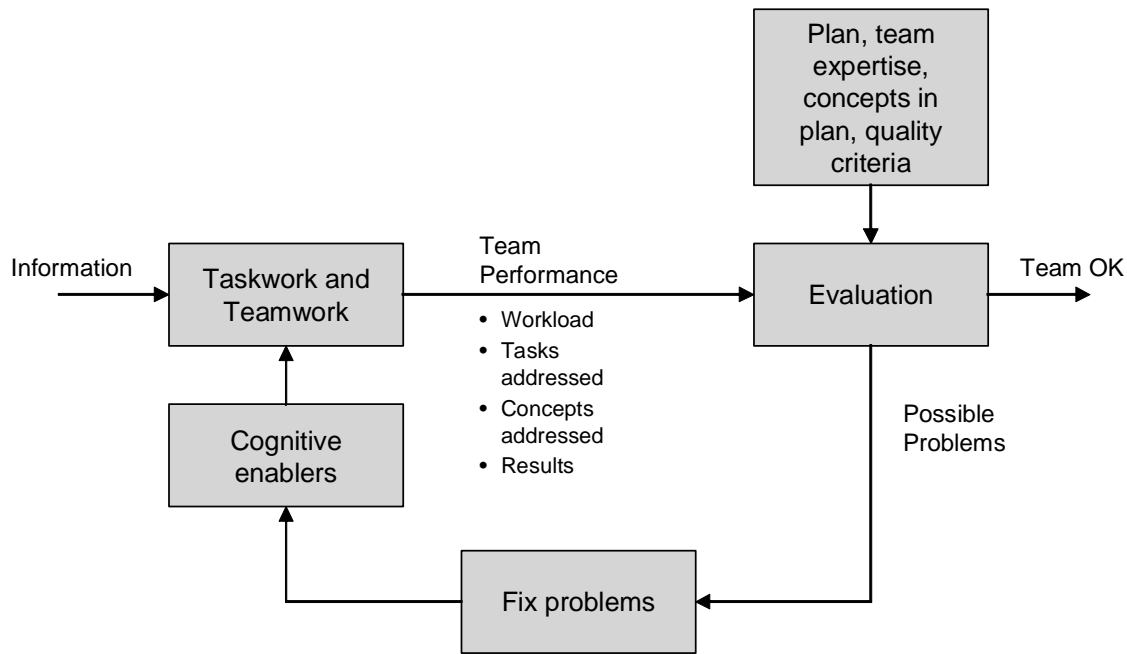 Plan, team
expertise,
concepts in
plan, quality
criteria
Information
Taskwork and
Teamwork
Team
Performance
• Workload
• Tasks
addressed
• Concepts
addressed
• Results
Evaluation
Team OK
Cognitive
enablers
Possible
Problems
Fix problems